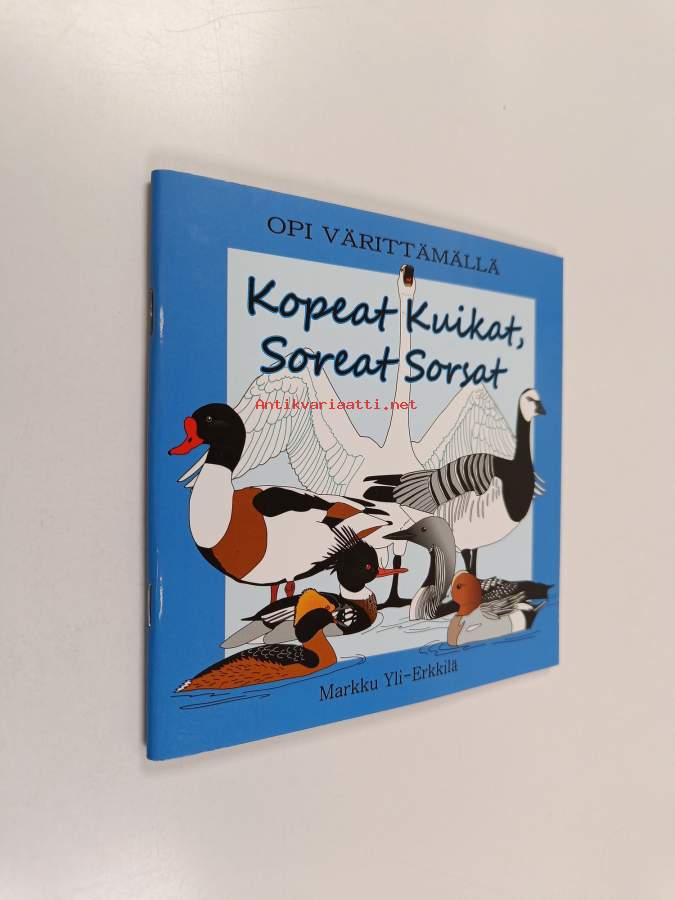 OPI VÄRITTÄMÄLLÄ
Kopeat Kuikat,
Soreat Sorsat
Antikvariaatti.net
Markku Yli-Erkkilä